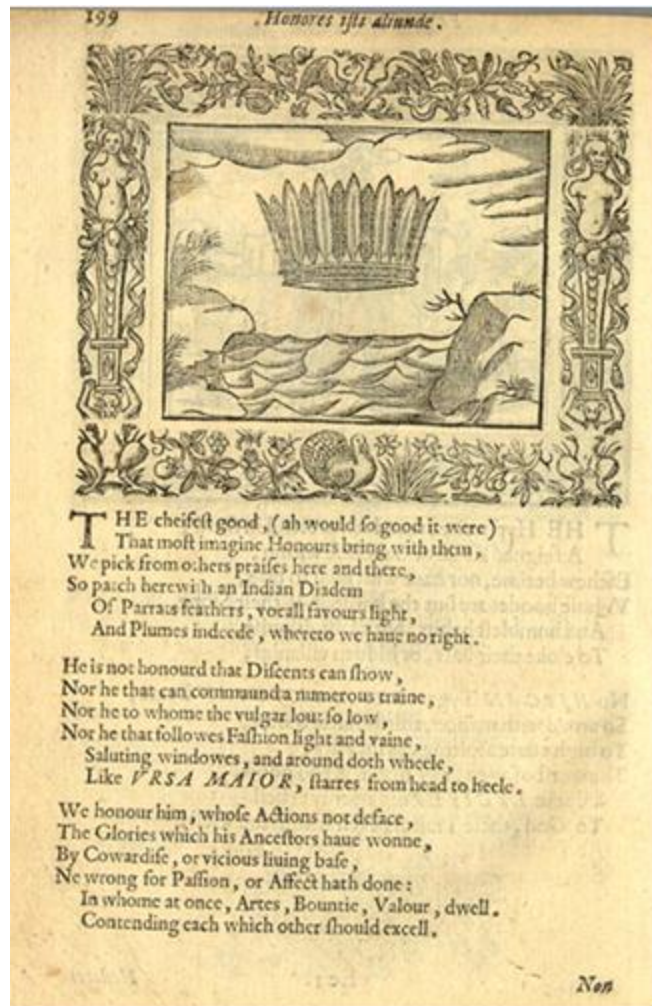 199
Honores isti aliunde.
THE cheifest good, (ah would so good it were)
That most imagine Honours bring with them,
We pick from others praises here and there,
So patch herewith an Indian Diadem
Of Parrats feathers, vocall favours light,
And Plumes indeede, whereto we haue no right.
He is not honourd that Discents can show,
Nor he that can commaund a numerous traine,
Nor he to whome the vulgar lout so low,
Nor he that followes Fashion light and vaine,
Saluting windowes, and around doth wheele,
Like VRSA MAIOR, starres from head to heele.
We honour him, whose Actions not deface,
The Glories which his Ancestors haue wonne,
By Cowardise, or vicious liuing base,
Ne wrong for Passion, or Affect hath done:
In whome at once, Artes, Bountie, Valour, dwell.
Contending each which other should excell.
Non